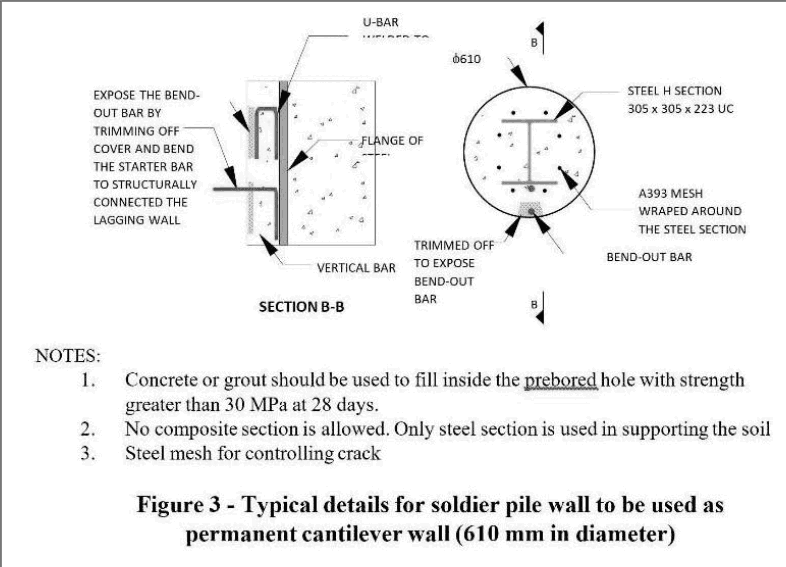 U-BAR
ɸ610
B
EXPOSE THE BEND-
OUT BAR BY
TRIMMING OFF
COVER AND BEND
THE STARTER BAR
TO STRUCTURALLY
CONNECTED THE
LAGGING WALL
FLANGE OF
STEEL H SECTION
305 x 305 x 223 UC
A393 MESH
WRAPED AROUND
THE STEEL SECTION
VERTICAL BAR
TRIMMED OFF
TO EXPOSE
BEND-OUT
BAR
BEND-OUT BAR
SECTION B-B
B
NOTES:
1. Concrete or grout should be used to fill inside the prebored hole with strength
greater than 30 MPa at 28 days.
2. No composite section is allowed. Only steel section is used in supporting the soil
3. Steel mesh for controlling crack
Figure 3 - Typical details for soldier pile wall to be used as
permanent cantilever wall (610 mm in diameter)